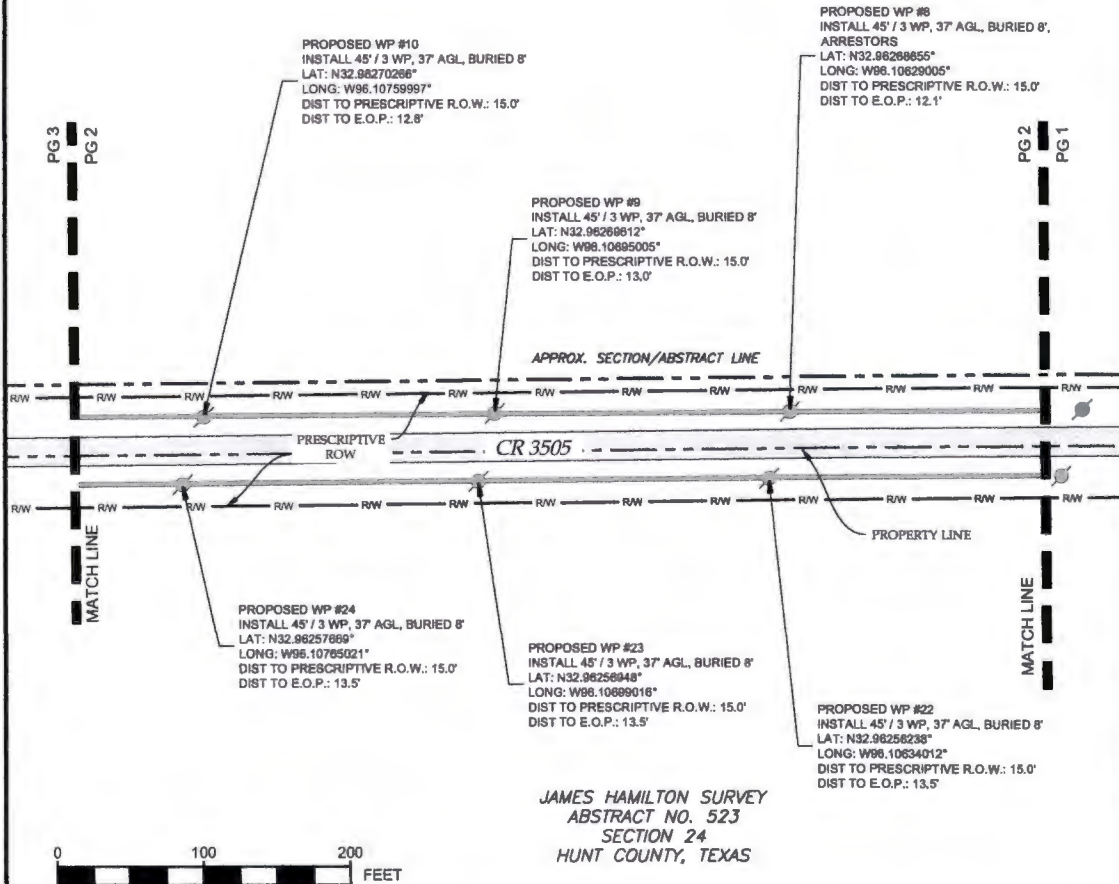 PROPOSED WP #10
INSTALL 45' / 3 WP, 37' AGL, BURIED 8'
LAT: N32.96270266°
LONG: W96.10759997°
DIST TO PRESCRIPTIVE R.O.W.: 15.0'
DIST TO E.O.P.: 12.8'
PROPOSED WP #8
INSTALL 45' / 3 WP, 37' AGL, BURIED 8',
ARRESTORS
LAT: N32.96268655°
LONG: W96.10629005°
DIST TO PRESCRIPTIVE R.O.W.: 15.0'
DIST TO E.O.P.: 12.1'
PG 3
PG 2
PG 2
PG 1
PROPOSED WP #9
INSTALL 45' / 3 WP, 37' AGL, BURIED 8'
LAT: N32.96269612°
LONG: W96.10695005°
DIST TO PRESCRIPTIVE R.O.W.: 15.0'
DIST TO E.O.P.: 13.0'
APPROX. SECTION/ABSTRACT LINE
R/W R/W R/W R/W R/W R/W R/W R/W R/W R/W R/W R/W R/W
PRESCRIPTIVE
ROW
CR 3505
R/W R/W R/W R/W R/W R/W R/W R/W R/W R/W R/W R/W R/W
PROPERTY LINE
MATCH LINE
MATCH LINE
PROPOSED WP #24
INSTALL 45' / 3 WP, 37' AGL, BURIED 8'
LAT: N32.96257669°
LONG: W96.10765021°
DIST TO PRESCRIPTIVE R.O.W.: 15.0'
DIST TO E.O.P.: 13.5'
PROPOSED WP #23
INSTALL 45' / 3 WP, 37' AGL, BURIED 8'
LAT: N32.96256948°
LONG: W96.10699016°
DIST TO PRESCRIPTIVE R.O.W.: 15.0'
DIST TO E.O.P.: 13.5'
PROPOSED WP #22
INSTALL 45' / 3 WP, 37' AGL, BURIED 8'
LAT: N32.96256238°
LONG: W96.10634012°
DIST TO PRESCRIPTIVE R.O.W.: 15.0'
DIST TO E.O.P.: 13.5'
JAMES HAMILTON SURVEY
ABSTRACT NO. 523
SECTION 24
HUNT COUNTY, TEXAS
0 100 200
FEET